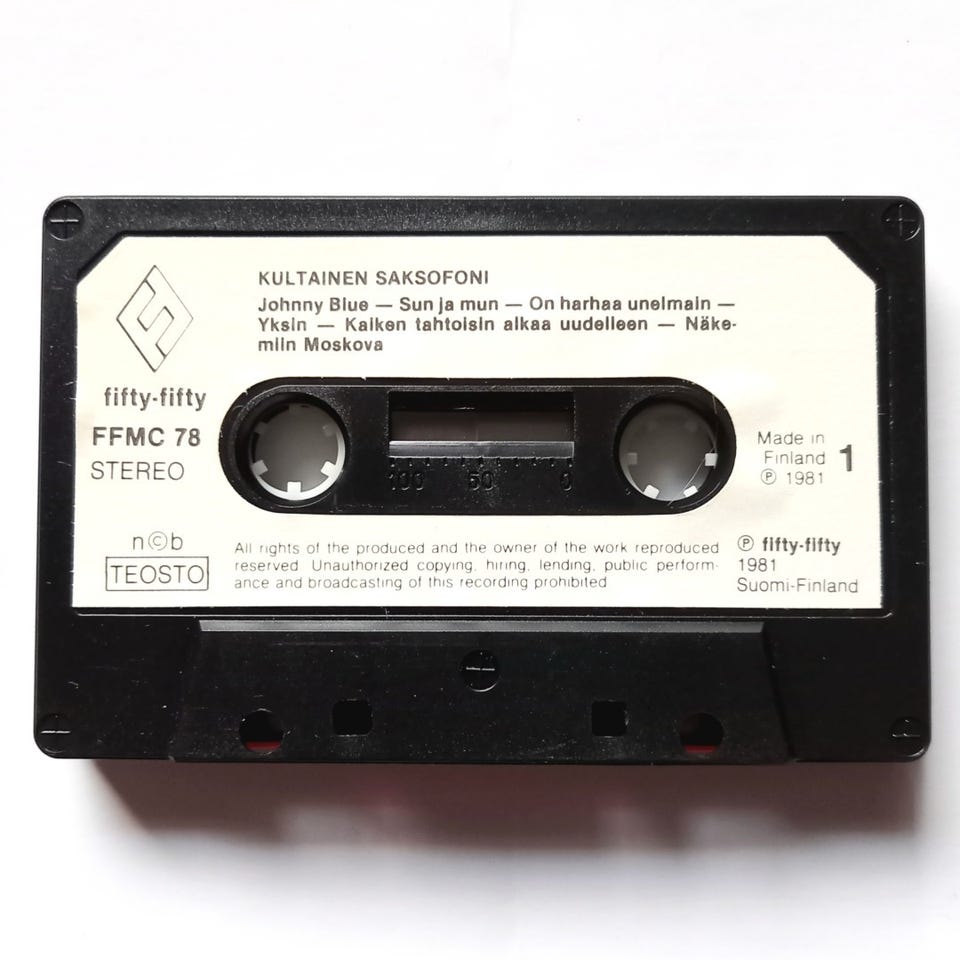 KULTAINEN SAKSOFONI
Johnny Blue — Sun ja mun — On harhaa unelmain —
Yksin — Kaiken tahtoisin alkaa uudelleen — Näke-
miin Moskova
fifty-fifty
FFMC 78
STEREO
100 50 0
Made in
Finland
Ⓟ 1981
1
n©b
TEOSTO
All rights of the produced and the owner of the work reproduced
reserved Unauthorized copying, hiring, lending, public perform-
ance and broadcasting of this recording prohibited
Ⓟ fifty-fifty
1981
Suomi-Finland